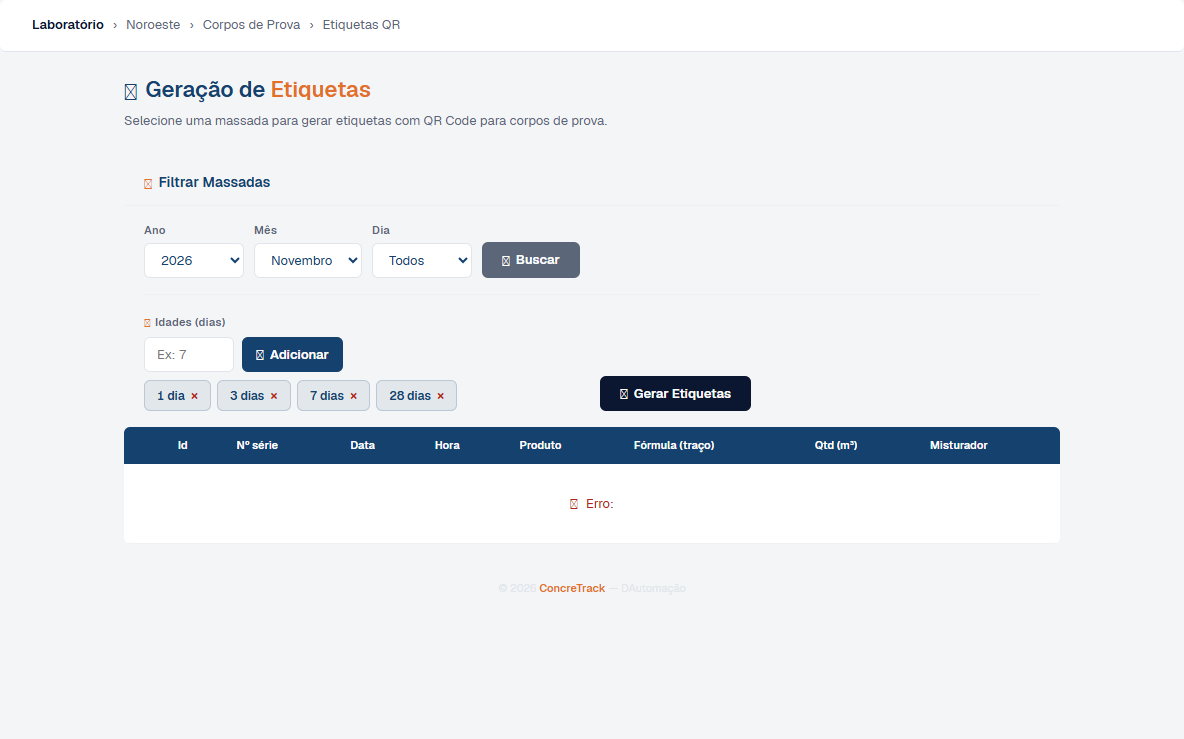 Laboratório › Noroeste › Corpos de Prova › Etiquetas QR
Geração de Etiquetas
Selecione uma massada para gerar etiquetas com QR Code para corpos de prova.
Filtrar Massadas
Ano Mês Dia
2026 Novembro Todos Buscar
Idades (dias)
Ex: 7 Adicionar
1 dia × 3 dias × 7 dias × 28 dias × Gerar Etiquetas
Id Nº série Data Hora Produto Fórmula (traço) Qtd (m³) Misturador
Erro:
© 2026 ConcreTrack — DAutomação